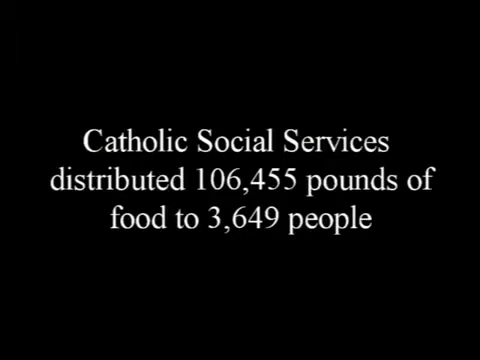 Catholic Social Services
distributed 106,455 pounds of
food to 3,649 people